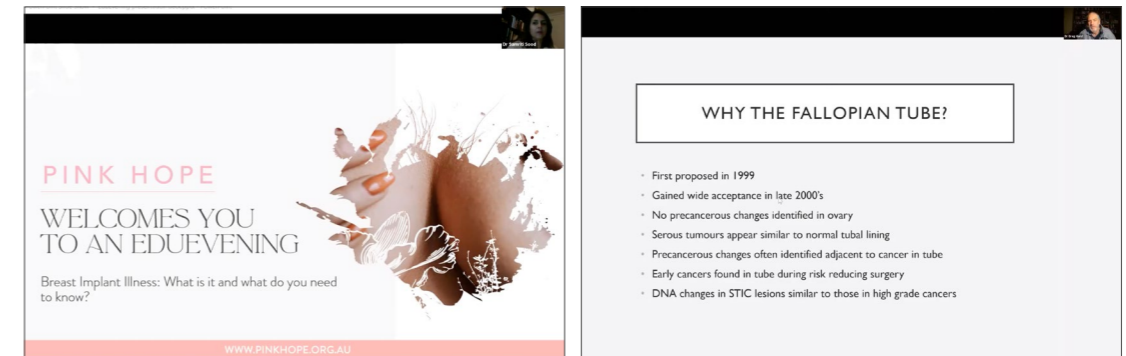 PINK HOPE
WELCOMES YOU
TO AN EDUEVENING
Breast Implant Illness: What is it and what do you need
to know?
WWW.PINKHOPE.ORG.AU
WHY THE FALLOPIAN TUBE?
• First proposed in 1999
• Gained wide acceptance in late 2000's
• No precancerous changes identified in ovary
• Serous tumours appear similar to normal tubal lining
• Precancerous changes often identified adjacent to cancer in tube
• Early cancers found in tube during risk reducing surgery
• DNA changes in STIC lesions similar to those in high grade cancers